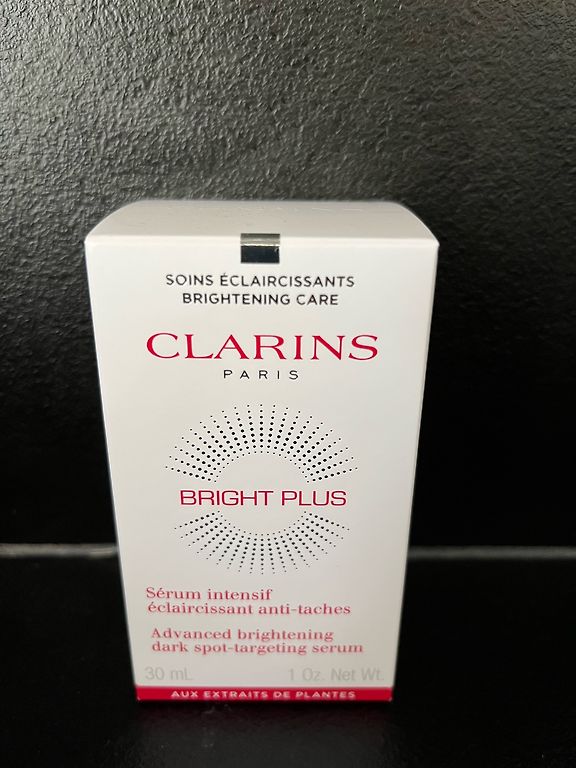 SOINS ÉCLAIRCISSANTS
BRIGHTENING CARE
CLARINS
PARIS
BRIGHT PLUS
Sérum intensif
éclaircissant anti-taches
Advanced brightening
dark spot-targeting serum
30 mL 1 Oz. Net Wt.
AUX EXTRAITS DE PLANTES